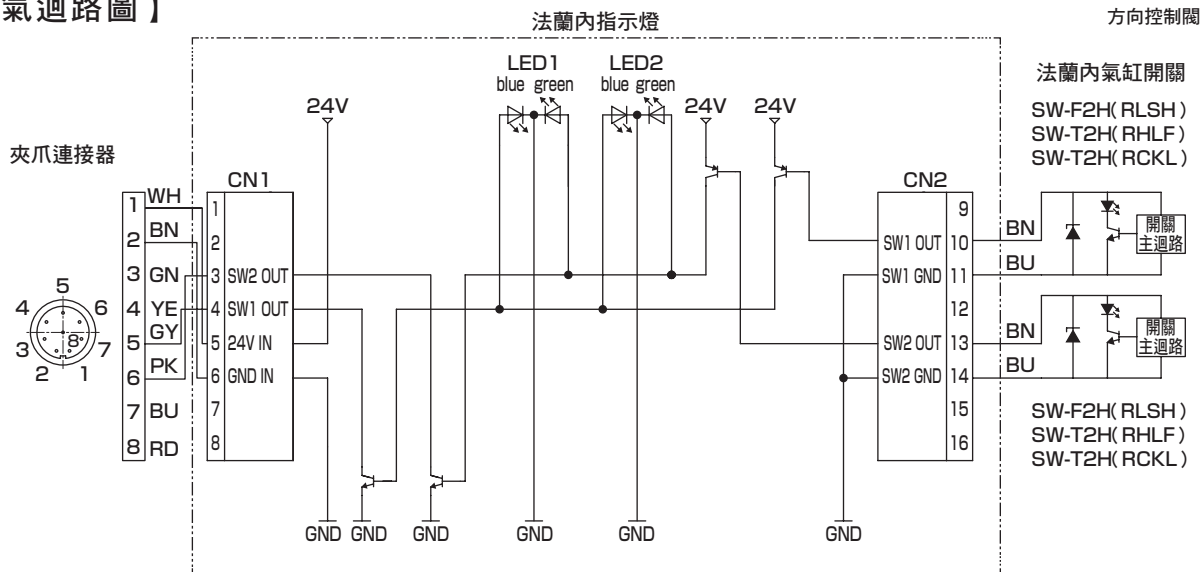 氣迴路圖】
方向控制閥
法蘭內指示燈
LED1
blue green
LED2
blue green
24V
24V
24V
法蘭內氣缸開關
SW-F2H(RLSH)
SW-T2H(RHLF)
SW-T2H(RCKL)
夾爪連接器
CN1
CN2
1 WH
2 BN
3 GN
4 YE
5 GY
6 PK
7 BU
8 RD
1
2
3 SW2 OUT
4 SW1 OUT
5 24V IN
6 GND IN
7
8
9
SW1 OUT 10
SW1 GND 11
12
SW2 OUT 13
SW2 GND 14
15
16
BN
BU
開關
主迴路
BN
BU
開關
主迴路
5
4
6
3
8
7
2
1
SW-F2H(RLSH)
SW-T2H(RHLF)
SW-T2H(RCKL)
GND
GND
GND
GND
GND
GND